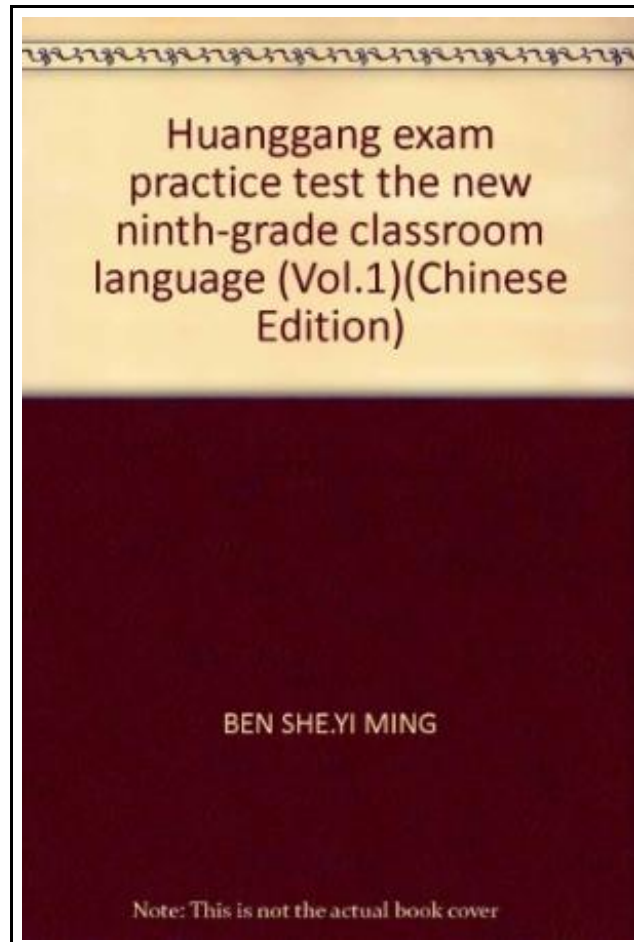 Huanggang exam
practice test the new
ninth-grade classroom
language (Vol.1)(Chinese
Edition)
BEN SHE.YI MING
Note: This is not the actual book cover